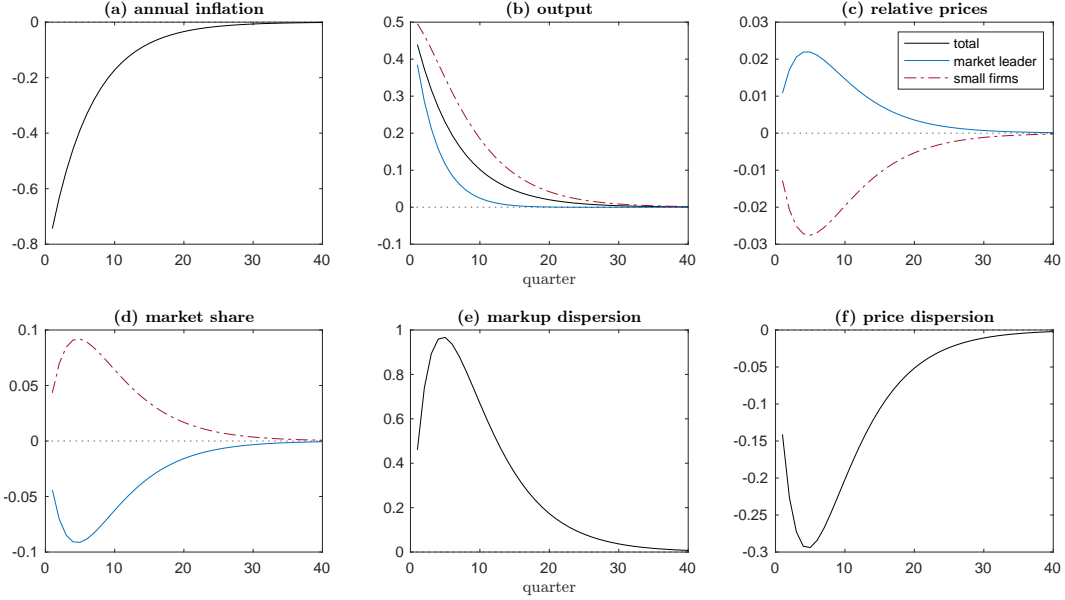 (a) annual inflation
0
-0.2
-0.4
-0.6
-0.8
0 10 20 30 40
(b) output
0.5
0.4
0.3
0.2
0.1
0
-0.1
0 10 20 30 40
quarter
(c) relative prices
0.03
0.02
0.01
0
-0.01
-0.02
-0.03
0 10 20 30 40
total
market leader
small firms
(d) market share
0.1
0.05
0
-0.05
-0.1
0 10 20 30 40
(e) markup dispersion
1
0.8
0.6
0.4
0.2
0
0 10 20 30 40
quarter
(f) price dispersion
0
-0.05
-0.1
-0.15
-0.2
-0.25
-0.3
0 10 20 30 40